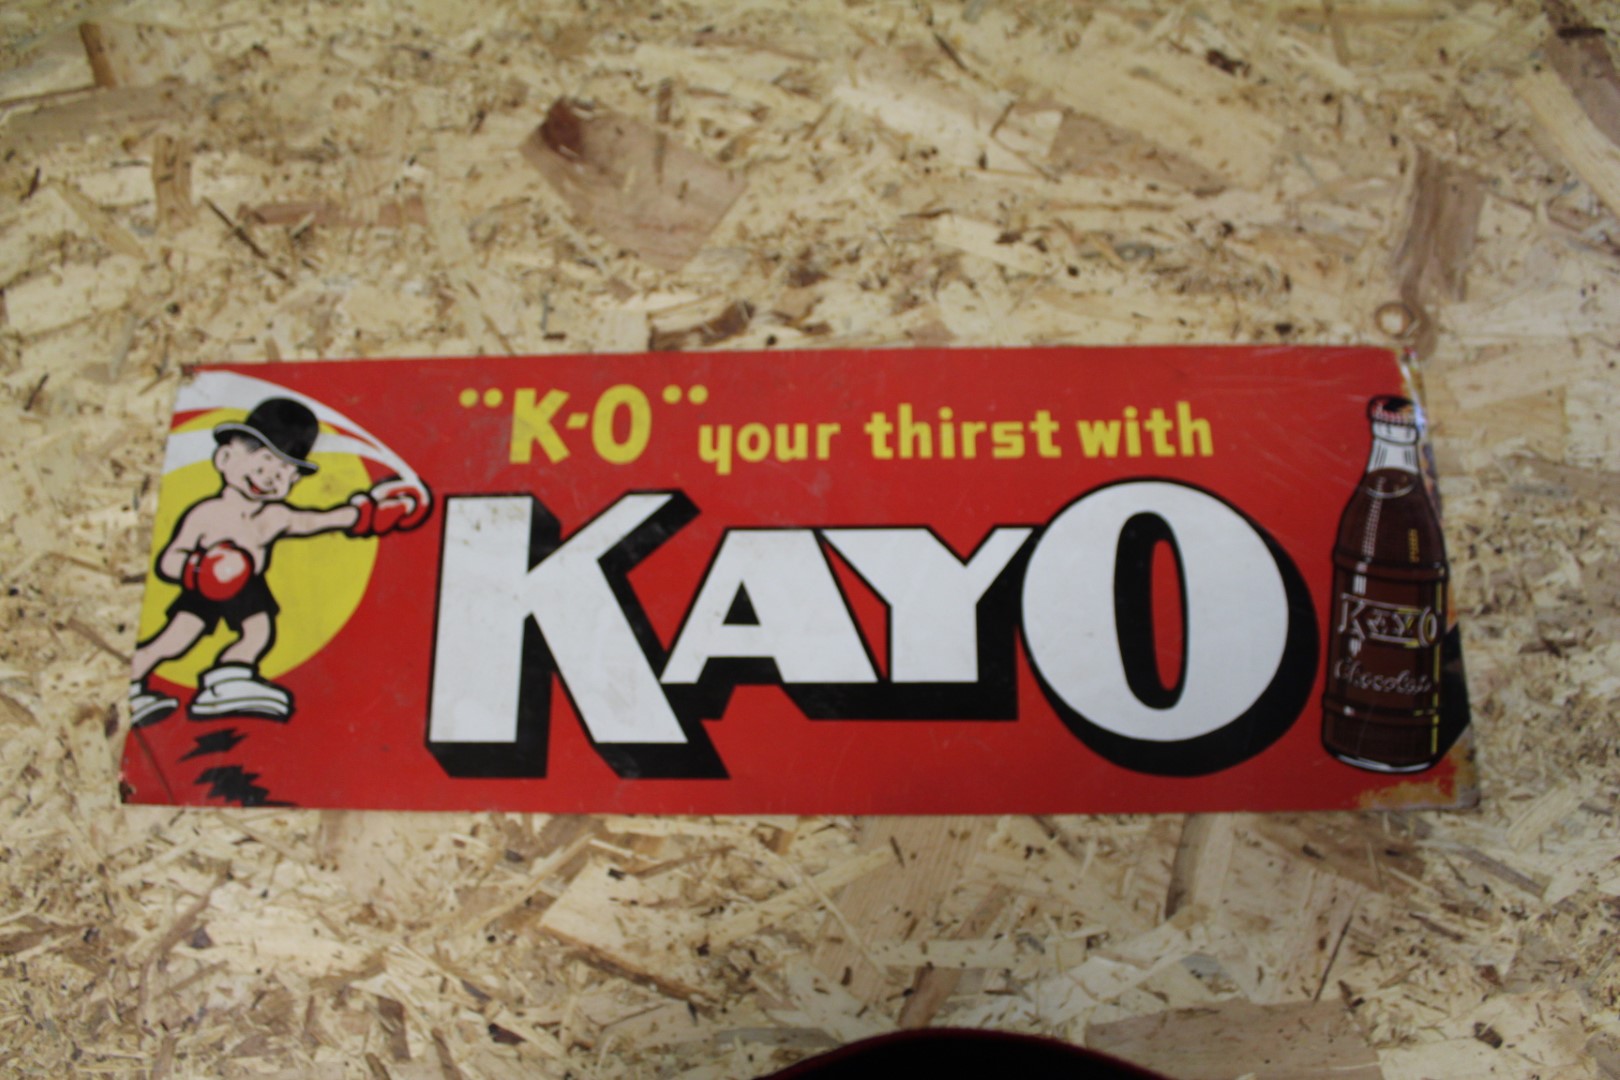 "K-O" your thirst with
KAYO
KAYO
Chocolate